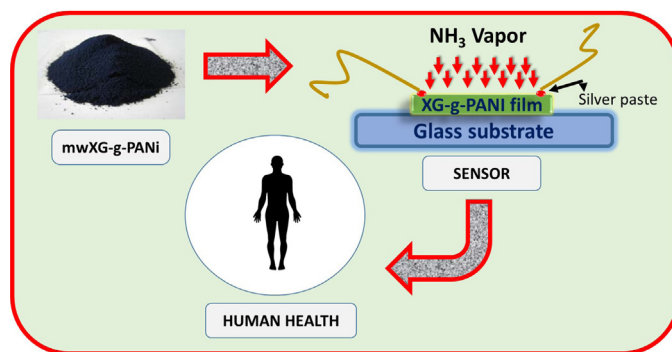 NH3 Vapor
XG-g-PANI film
Silver paste
Glass substrate
mwXG-g-PANi
SENSOR
HUMAN HEALTH